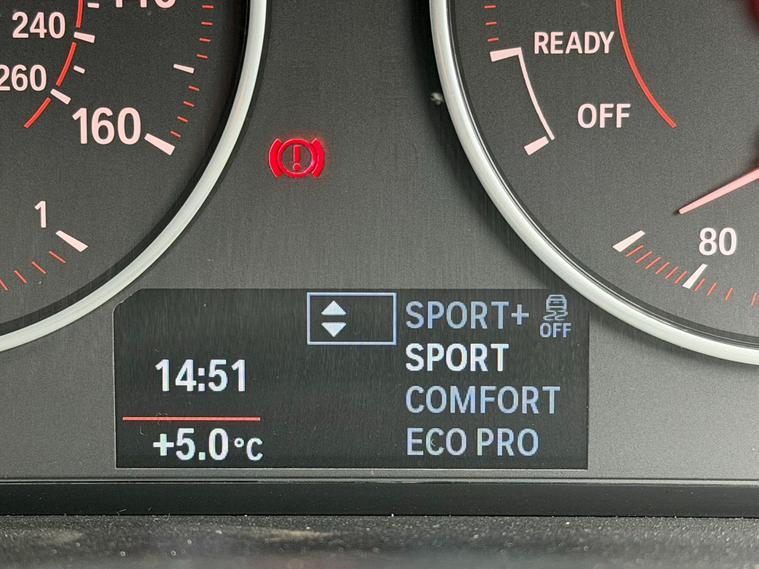 240
260
160
1
READY
OFF
80
SPORT+
OFF
SPORT
14:51
COMFORT
+5.0°C
ECO PRO